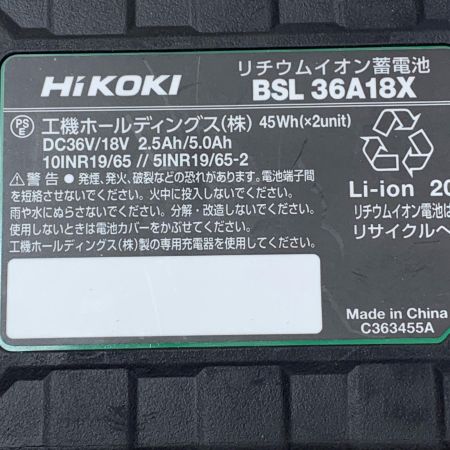 HiKOKI
リチウムイオン蓄電池
BSL 36A18X
PS E 工機ホールディングス(株) 45Wh(×2unit)
DC36V/18V 2.5Ah/5.0Ah
10INR19/65 // 5INR19/65-2
⚠警告 ● 発煙、発火、破裂などの恐れがあります。電池端子間
を短絡させないでください。火中に投入しないでください。
雨や水にぬらさないでください。分解・改造しないでください。
使用しないときは電池カバーをかぶせてください。
工機ホールディングス(株)製の専用充電器を使用してください。
Li-ion 20
リチウムイオン電池は
リサイクルへ
Made in China
C363455A